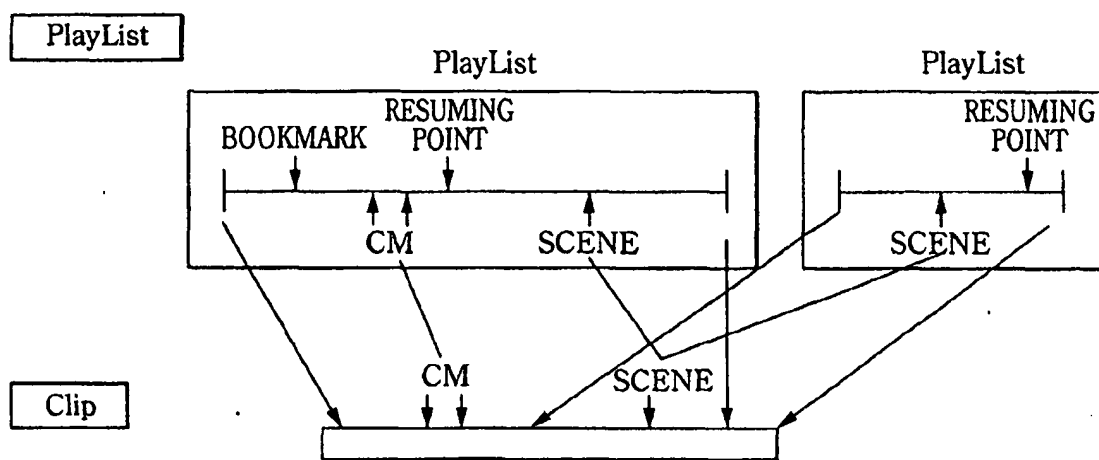 PlayList
PlayList
PlayList
BOOKMARK
RESUMING
POINT
RESUMING
POINT
CM
SCENE
SCENE
CM
SCENE
Clip